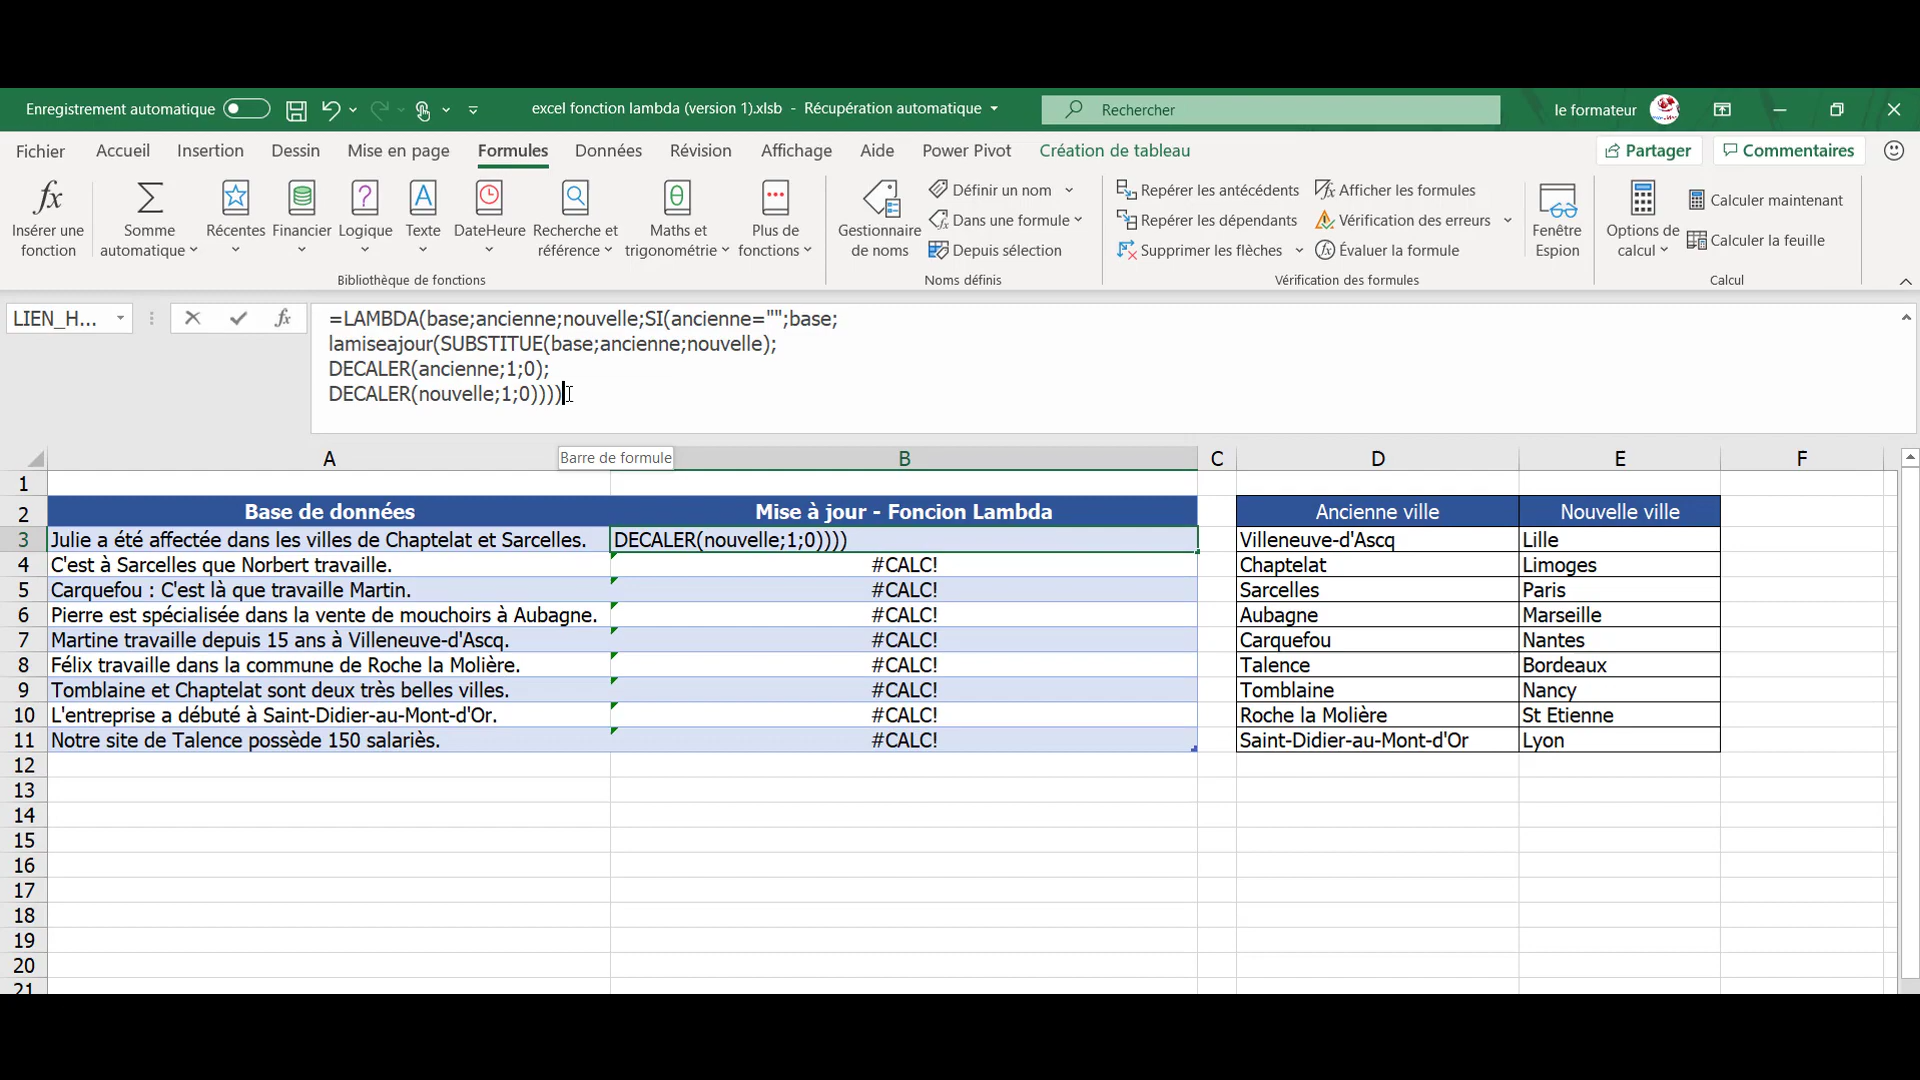 Enregistrement automatique
excel fonction lambda (version 1).xlsb - Récupération automatique
Rechercher
le formateur
Fichier Accueil Insertion Dessin Mise en page Formules Données Révision Affichage Aide Power Pivot Création de tableau
Partager
Commentaires
Insérer une fonction
Somme automatique
Récentes
Financier
Logique
Texte
DateHeure
Recherche et référence
Maths et trigonométrie
Plus de fonctions
Bibliothèque de fonctions
Gestionnaire de noms
Définir un nom
Dans une formule
Depuis sélection
Noms définis
Repérer les antécédents
Repérer les dépendants
Supprimer les flèches
Afficher les formules
Vérification des erreurs
Évaluer la formule
Vérification des formules
Fenêtre Espion
Options de calcul
Calculer maintenant
Calculer la feuille
Calcul
LIEN_H...
fx
=LAMBDA(base;ancienne;nouvelle;SI(ancienne="";base;
lamiseajour(SUBSTITUE(base;ancienne;nouvelle);
DECALER(ancienne;1;0);
DECALER(nouvelle;1;0))))
Barre de formule
A B C D E F
1
2 Base de données Mise à jour - Foncion Lambda Ancienne ville Nouvelle ville
3 Julie a été affectée dans les villes de Chaptelat et Sarcelles. DECALER(nouvelle;1;0)))) Villeneuve-d'Ascq Lille
4 C'est à Sarcelles que Norbert travaille. #CALC! Chaptelat Limoges
5 Carquefou : C'est là que travaille Martin. #CALC! Sarcelles Paris
6 Pierre est spécialisée dans la vente de mouchoirs à Aubagne. #CALC! Aubagne Marseille
7 Martine travaille depuis 15 ans à Villeneuve-d'Ascq. #CALC! Carquefou Nantes
8 Félix travaille dans la commune de Roche la Molière. #CALC! Talence Bordeaux
9 Tomblaine et Chaptelat sont deux très belles villes. #CALC! Tomblaine Nancy
10 L'entreprise a débuté à Saint-Didier-au-Mont-d'Or. #CALC! Roche la Molière St Etienne
11 Notre site de Talence possède 150 salariès. #CALC! Saint-Didier-au-Mont-d'Or Lyon
12
13
14
15
16
17
18
19
20
21